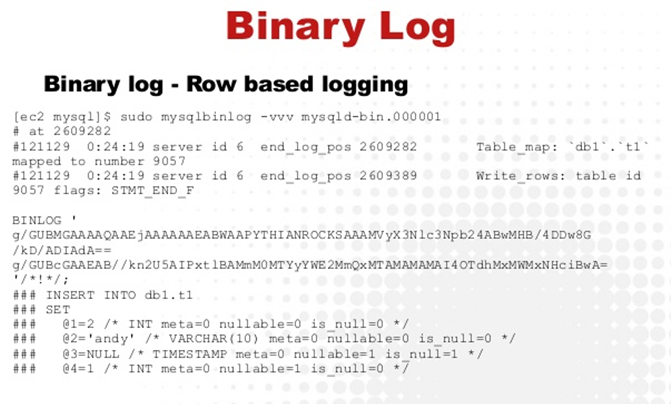 Binary Log
Binary log - Row based logging
[ec2 mysql]$ sudo mysqlbinlog -vvv mysqld-bin.000001
# at 2609282
#121129 0:24:19 server id 6 end_log_pos 2609282 Table_map: `db1`.`t1`
mapped to number 9057
#121129 0:24:19 server id 6 end_log_pos 2609389 Write_rows: table id
9057 flags: STMT_END_F
BINLOG '
g/GUBMGAAAAQAAEjAAAAAAEABWAAPYTHIANROCKSAAAMVyX3Nlc3Npb24ABwMHB/4DDw8G
/kD/ADIAdA==
g/GUBcGAAEAB//kn2U5AIPxtlBAMmM0MTYyYWE2MmQxMTAMAMAMAI4OTdhMxMWMxNHciBwA=
'/*!*/;
### INSERT INTO db1.t1
### SET
### @1=2 /* INT meta=0 nullable=0 is_null=0 */
### @2='andy' /* VARCHAR(10) meta=0 nullable=0 is_null=0 */
### @3=NULL /* TIMESTAMP meta=0 nullable=1 is_null=1 */
### @4=1 /* INT meta=0 nullable=1 is_null=0 */